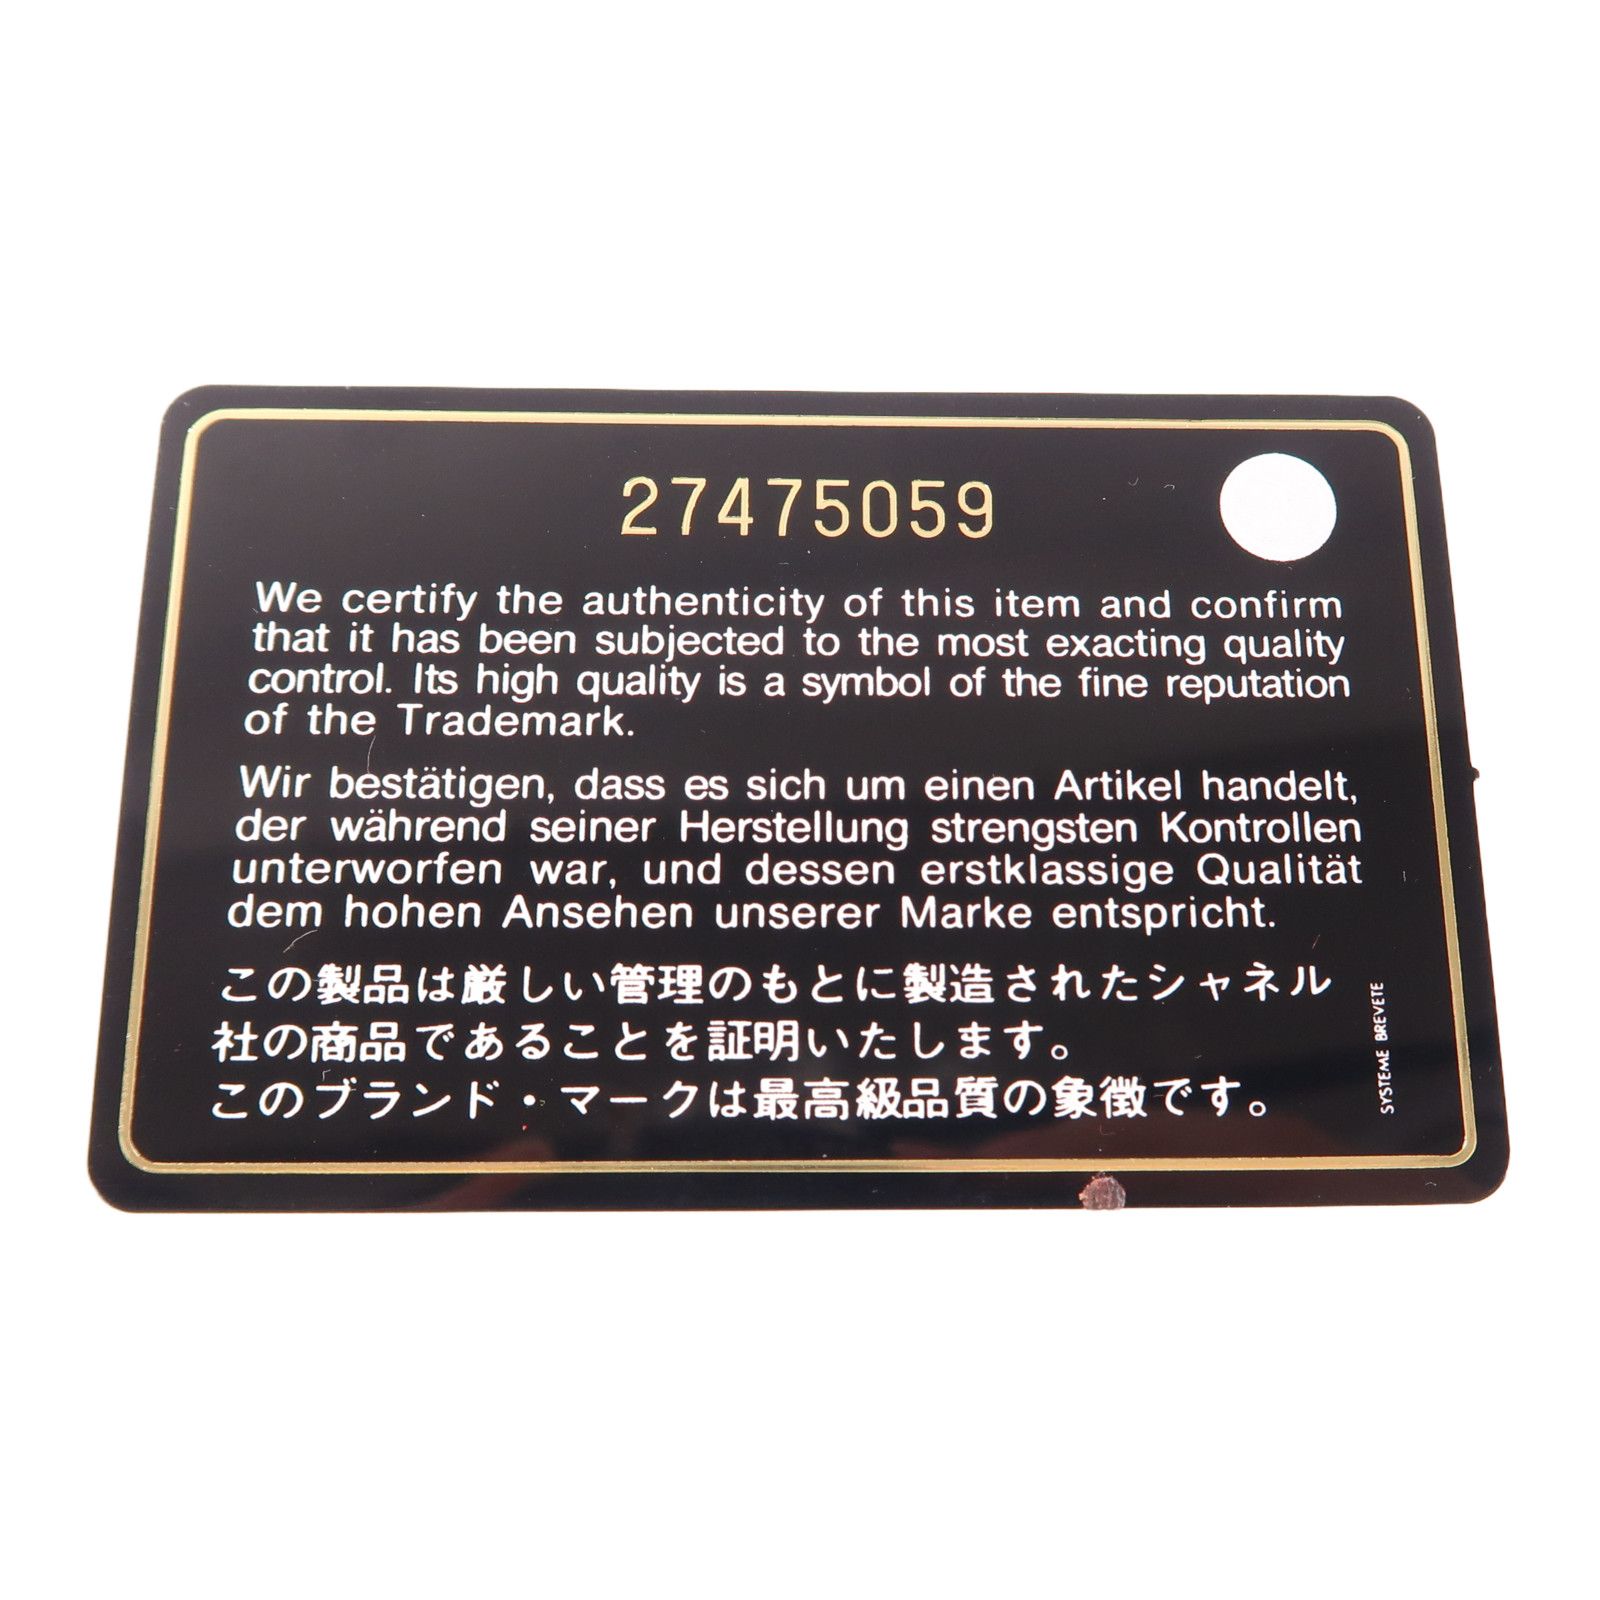 27475059
We certify the authenticity of this item and confirm
that it has been subjected to the most exacting quality
control. Its high quality is a symbol of the fine reputation
of the Trademark.
Wir bestätigen, dass es sich um einen Artikel handelt,
der während seiner Herstellung strengsten Kontrollen
unterworfen war, und dessen erstklassige Qualität
dem hohen Ansehen unserer Marke entspricht.
この製品は厳しい管理のもとに製造されたシャネル
社の商品であることを証明いたします。
このブランド・マークは最高級品質の象徴です。
SYSTEME BREVETE